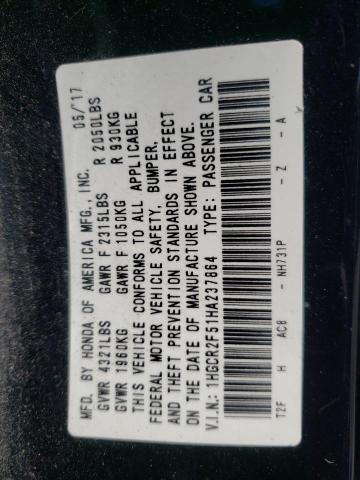 MFD. BY HONDA OF AMERICA MFG., INC. 05/17
GVWR 4321LBS GAWR F 2315LBS R 2050LBS
GVWR 1960KG GAWR F 1050KG R 930KG
THIS VEHICLE CONFORMS TO ALL APPLICABLE
FEDERAL MOTOR VEHICLE SAFETY, BUMPER,
AND THEFT PREVENTION STANDARDS IN EFFECT
ON THE DATE OF MANUFACTURE SHOWN ABOVE.
V.I.N.: 1HGCR2F51HA237864 TYPE: PASSENGER CAR
T2F H AC8 - NH731P - Z - A